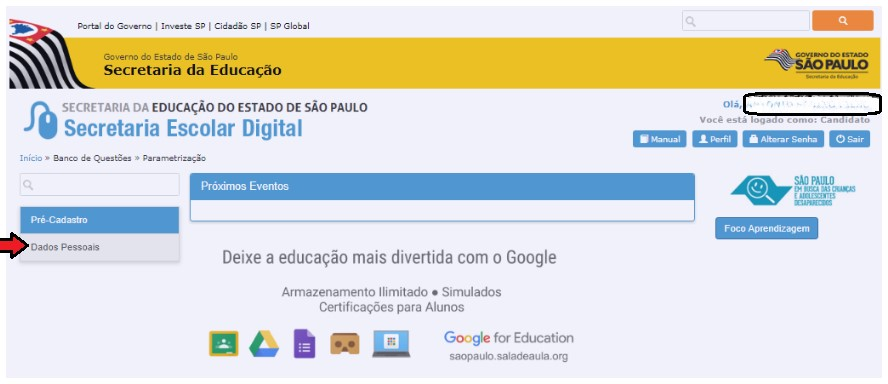 Portal do Governo | Investe SP | Cidadão SP | SP Global
Governo do Estado de São Paulo
Secretaria da Educação
GOVERNO DO ESTADO
SÃO PAULO
Secretaria da Educação
SECRETARIA DA EDUCAÇÃO DO ESTADO DE SÃO PAULO
Secretaria Escolar Digital
Olá,
Você está logado como: Candidato
Manual Perfil Alterar Senha Sair
Início » Banco de Questões » Parametrização
Próximos Eventos
SÃO PAULO
EM BUSCA DAS CRIANÇAS
E ADOLESCENTES
DESAPARECIDOS
Pré-Cadastro
Dados Pessoais
Foco Aprendizagem
Deixe a educação mais divertida com o Google
Armazenamento Ilimitado ● Simulados
Certificações para Alunos
Google for Education
saopaulo.saladeaula.org